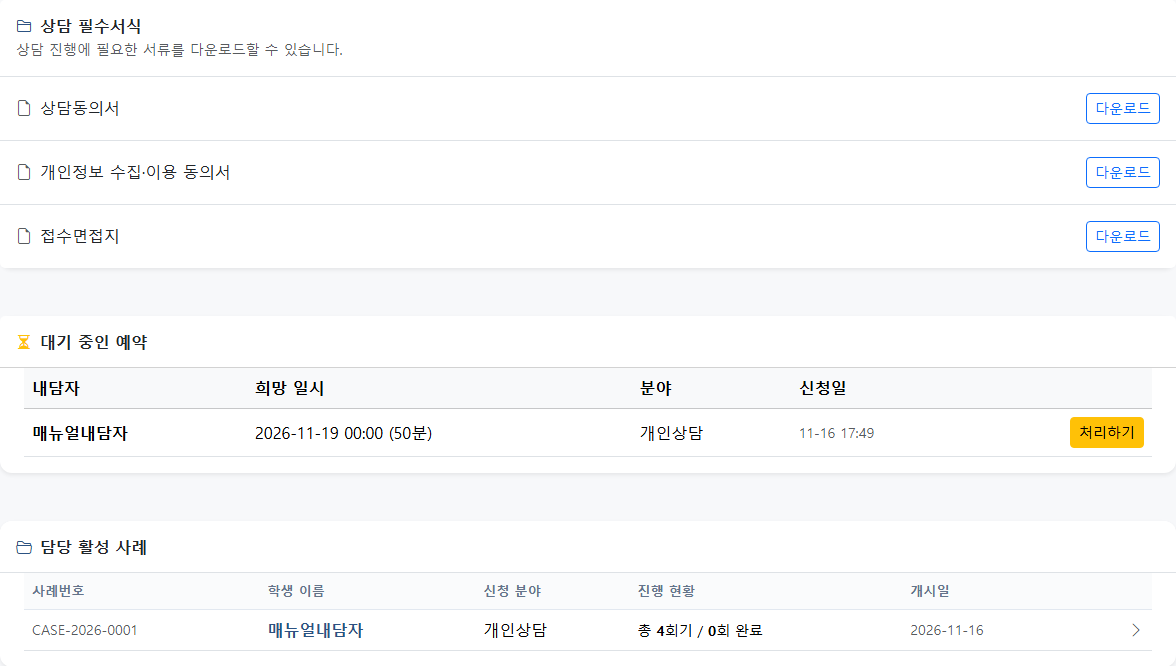 상담 필수서식
상담 진행에 필요한 서류를 다운로드할 수 있습니다.
상담동의서 다운로드
개인정보 수집·이용 동의서 다운로드
접수면접지 다운로드
대기 중인 예약
내담자 희망 일시 분야 신청일
매뉴얼내담자 2026-11-19 00:00 (50분) 개인상담 11-16 17:49 처리하기
담당 활성 사례
사례번호 학생 이름 신청 분야 진행 현황 개시일
CASE-2026-0001 매뉴얼내담자 개인상담 총 4회기 / 0회 완료 2026-11-16